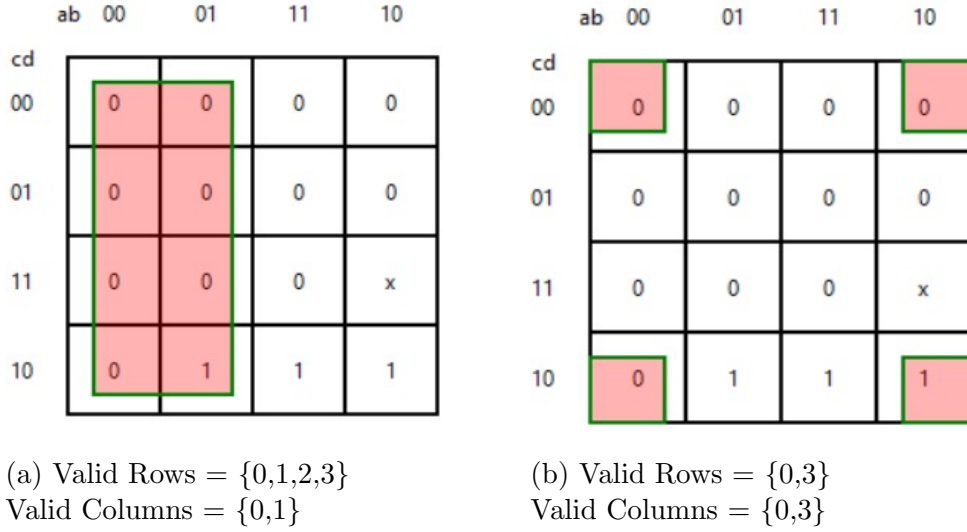 ab 00 01 11 10
cd
00 0 0 0 0
01 0 0 0 0
11 0 0 0 x
10 0 1 1 1
(a) Valid Rows = {0,1,2,3}
Valid Columns = {0,1}
ab 00 01 11 10
cd
00 0 0 0 0
01 0 0 0 0
11 0 0 0 x
10 0 1 1 1
(b) Valid Rows = {0,3}
Valid Columns = {0,3}